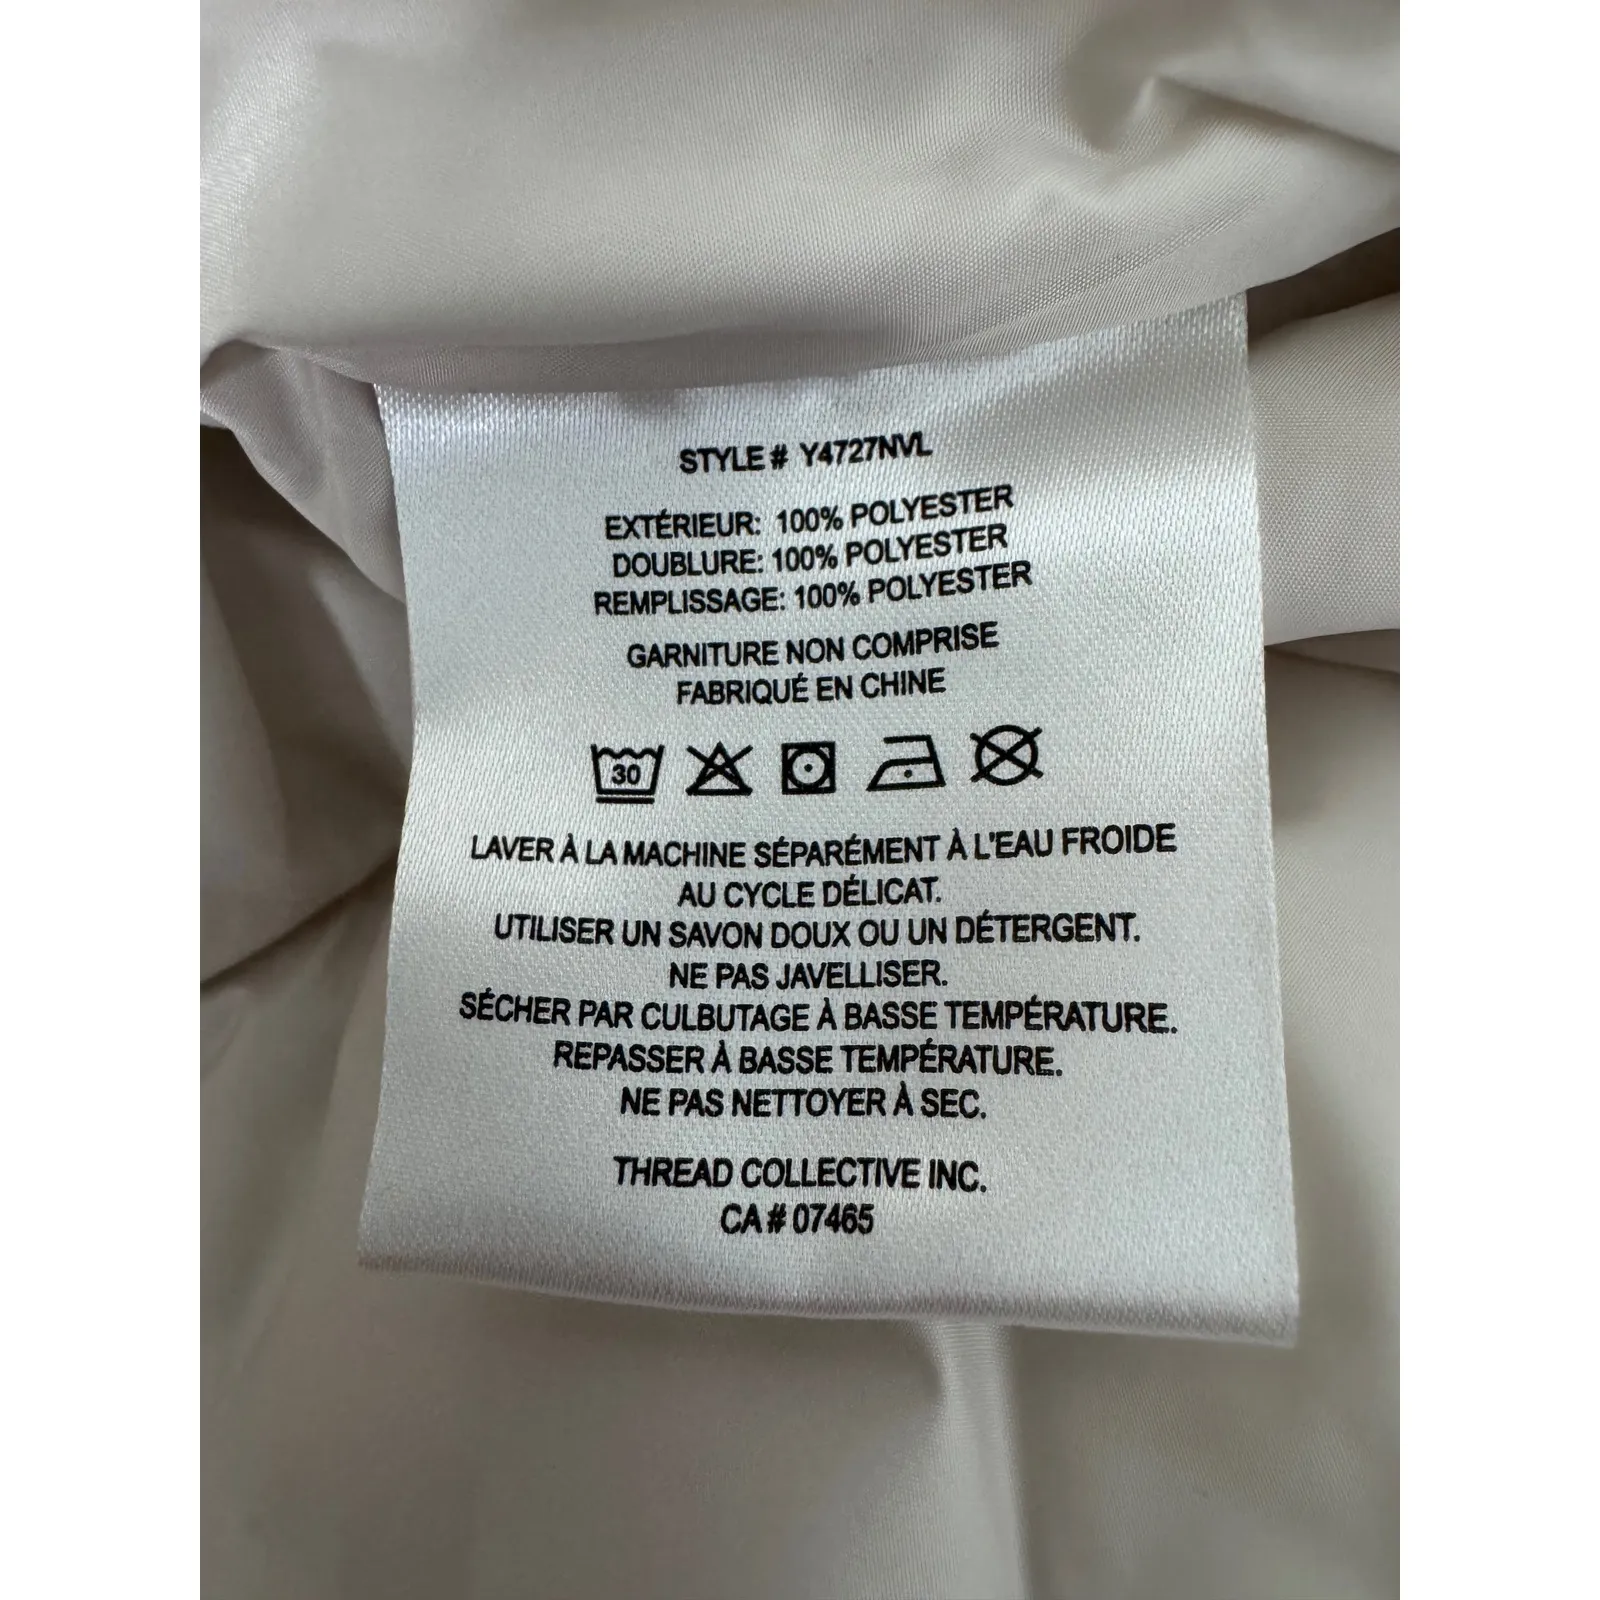 STYLE # Y4727NVL
EXTÉRIEUR: 100% POLYESTER
DOUBLURE: 100% POLYESTER
REMPLISSAGE: 100% POLYESTER
GARNITURE NON COMPRISE
FABRIQUÉ EN CHINE
30
LAVER À LA MACHINE SÉPARÉMENT À L'EAU FROIDE
AU CYCLE DÉLICAT.
UTILISER UN SAVON DOUX OU UN DÉTERGENT.
NE PAS JAVELLISER.
SÉCHER PAR CULBUTAGE À BASSE TEMPÉRATURE.
REPASSER À BASSE TEMPÉRATURE.
NE PAS NETTOYER À SEC.
THREAD COLLECTIVE INC.
CA # 07465